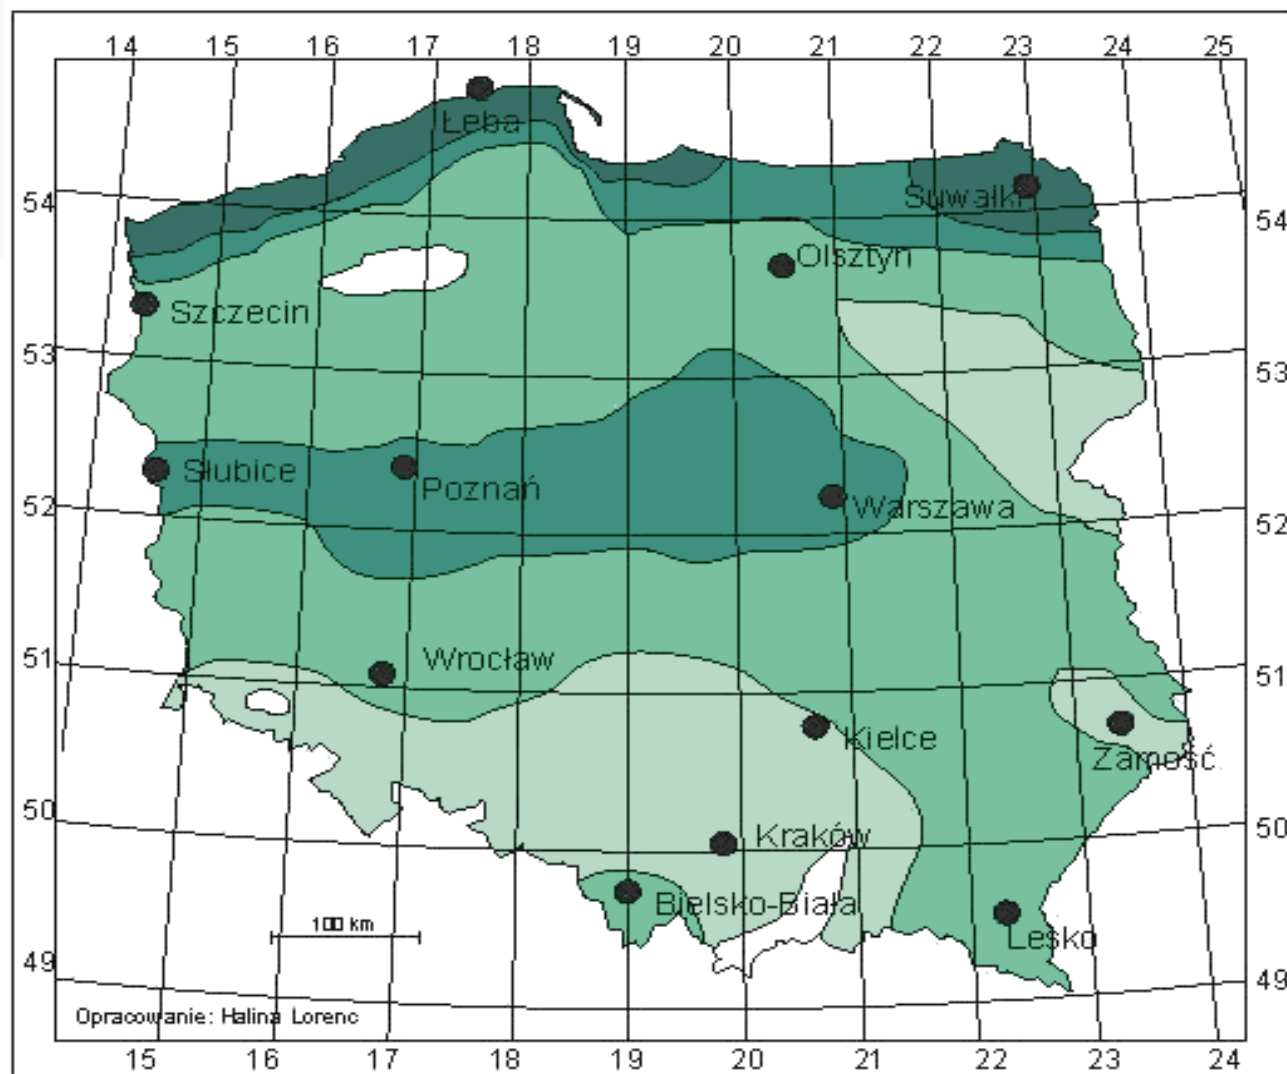 14 15 16 17 18 19 20 21 22 23 24 25
Łeba
54 Suwałki 54
Olsztyn
Szczecin
53 53
Słubice
Poznań
52 Warszawa 52
51 Wrocław 51
Kielce
Zamość
50 Kraków 50
Bielsko-Biała
100 km
Lesko
49 49
Opracowanie: Halina Lorenc
15 16 17 18 19 20 21 22 23 24